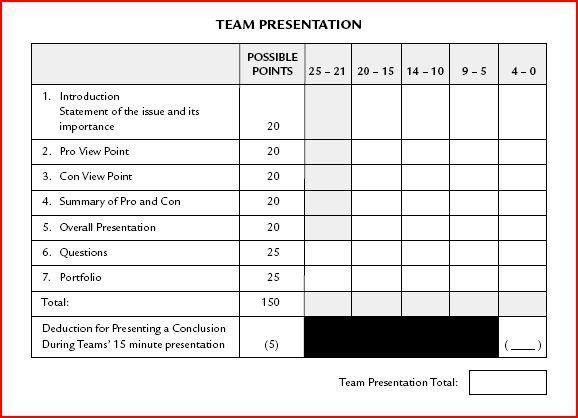 TEAM PRESENTATION
POSSIBLE
POINTS 25 – 21 20 – 15 14 – 10 9 – 5 4 – 0
1. Introduction
Statement of the issue and its
importance 20
2. Pro View Point 20
3. Con View Point 20
4. Summary of Pro and Con 20
5. Overall Presentation 20
6. Questions 25
7. Portfolio 25
Total: 150
Deduction for Presenting a Conclusion
During Teams' 15 minute presentation (5) ( ____ )
Team Presentation Total: